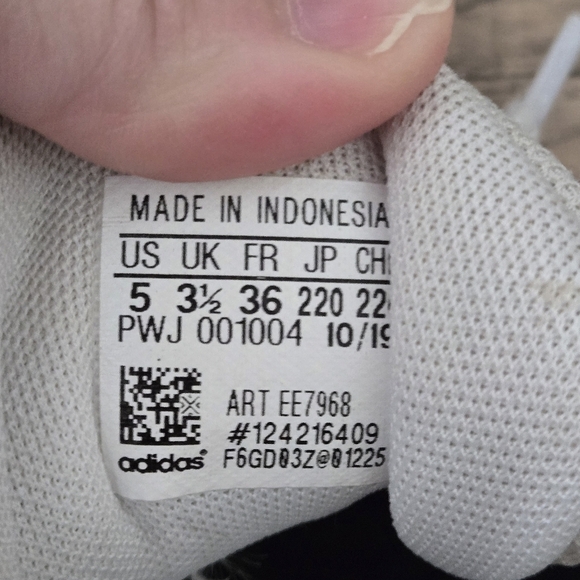 MADE IN INDONESIA
US UK FR JP CH
5 3½ 36 220 22
PWJ 001004 10/19
ART EE7968
#124216409
adidas® F6GD03Z@01225